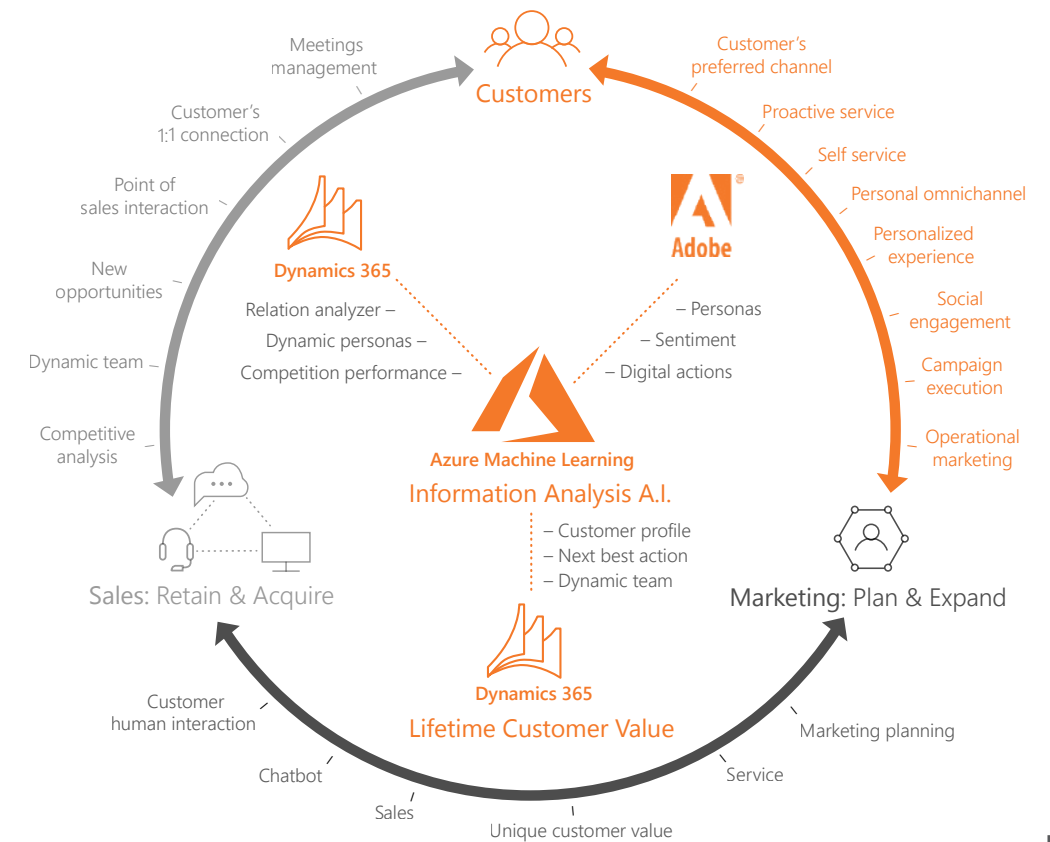 Customers
Meetings
management
Customer's
1:1 connection
Point of
sales interaction
New
opportunities
Dynamic team
Competitive
analysis
Customer's
preferred channel
Proactive service
Self service
Personal omnichannel
Personalized
experience
Social
engagement
Campaign
execution
Operational
marketing
Dynamics 365
Relation analyzer –
Dynamic personas –
Competition performance –
Adobe®
– Personas
– Sentiment
– Digital actions
Azure Machine Learning
Information Analysis A.I.
– Customer profile
– Next best action
– Dynamic team
Dynamics 365
Lifetime Customer Value
Sales: Retain & Acquire
Marketing: Plan & Expand
Customer
human interaction
Chatbot
Sales
Unique customer value
Service
Marketing planning